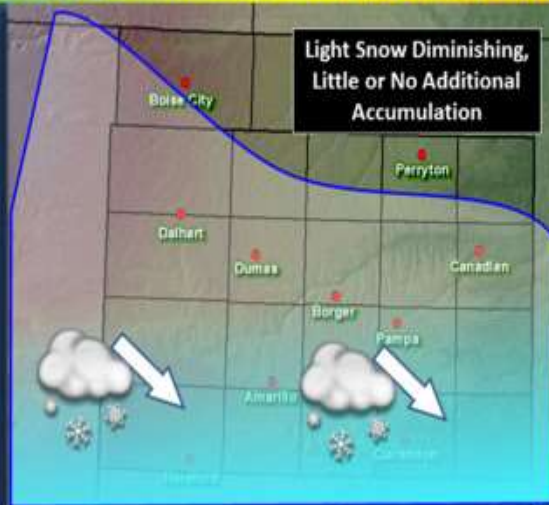 Light Snow Diminishing,
Little or No Additional
Accumulation
Boise City
Perryton
Dalhart
Dumas
Canadian
Borger
Pampa
Amarillo